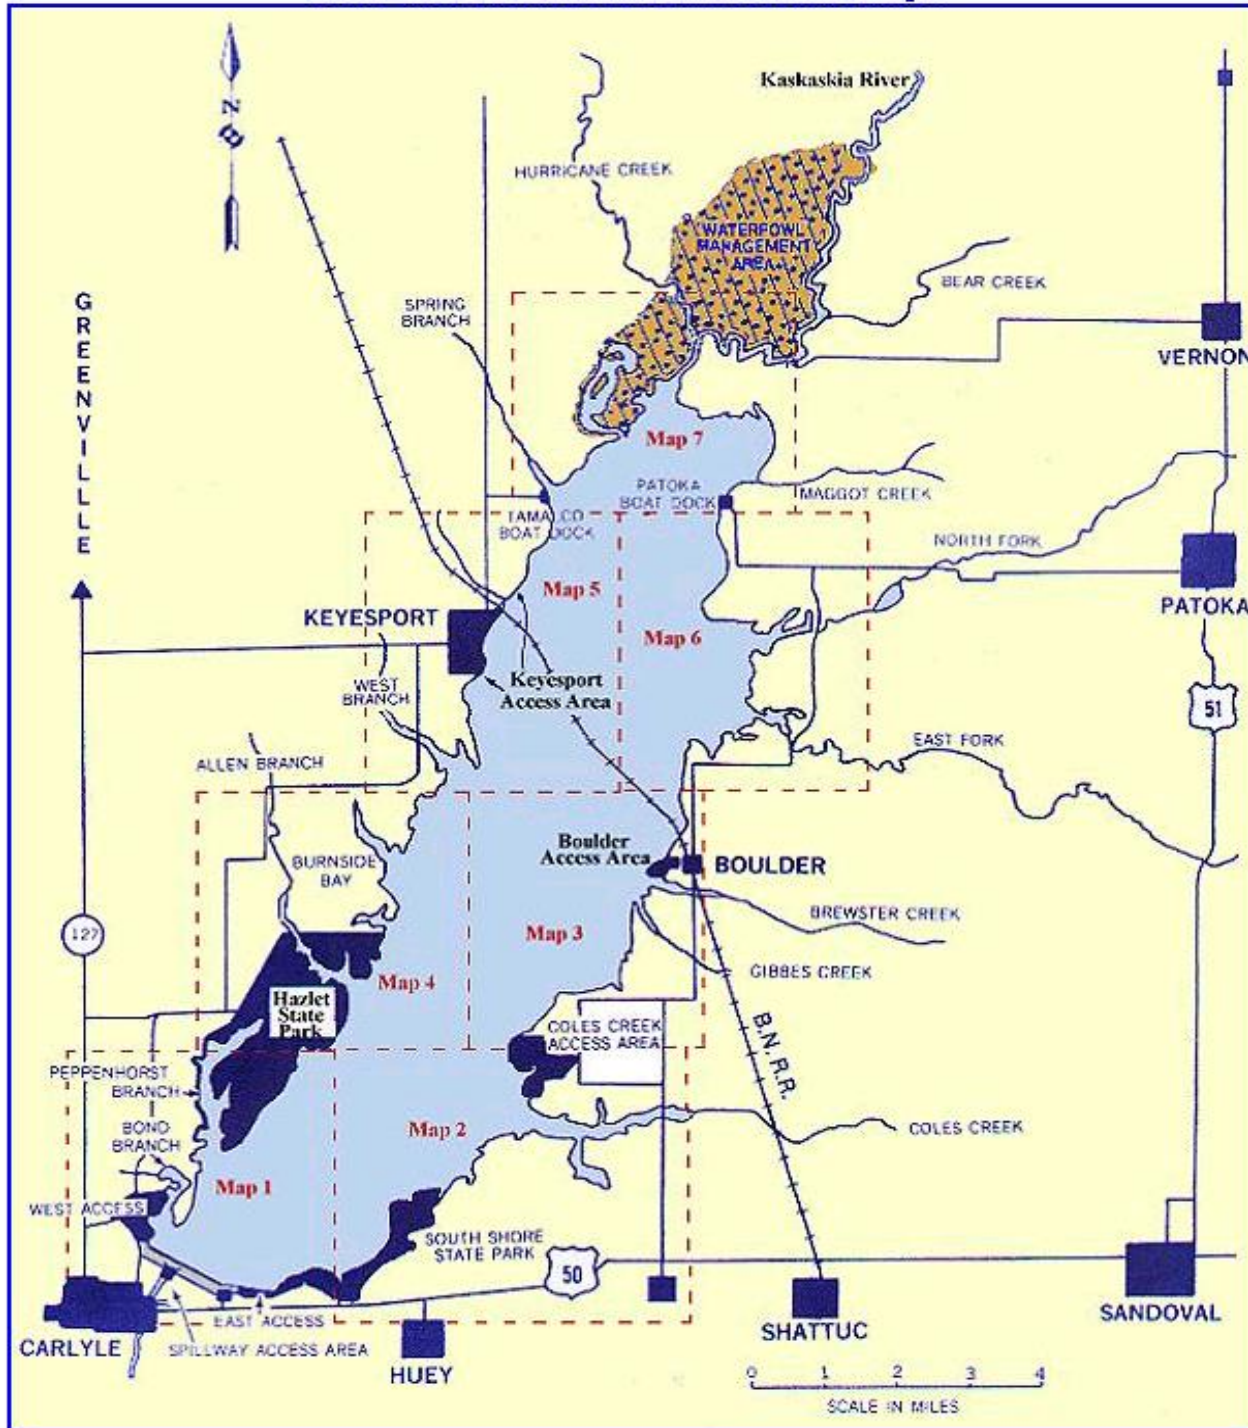 Kaskaskia River
N
HURRICANE CREEK
WATERFOWL
MANAGEMENT
AREA
BEAR CREEK
SPRING
BRANCH
GREENVILLE
VERNON
Map 7
PATOKA
BOAT DOCK
MAGGOT CREEK
TAMALCO
BOAT DOCK
NORTH FORK
Map 5
PATOKA
KEYESPORT
Map 6
WEST
BRANCH
Keyesport
Access Area
51
EAST FORK
ALLEN BRANCH
Boulder
Access Area
BOULDER
BURNSIDE
BAY
BREWSTER CREEK
127
Map 3
GIBBES CREEK
Map 4
Hazlet
State
Park
COLES CREEK
ACCESS AREA
B.N.R.R.
PEPPENHORST
BRANCH
BOND
BRANCH
Map 2
COLES CREEK
Map 1
WEST ACCESS
SOUTH SHORE
STATE PARK
50
EAST ACCESS
SANDOVAL
SHATTUC
CARLYLE
SPILLWAY ACCESS AREA
HUEY
0 1 2 3 4
SCALE IN MILES